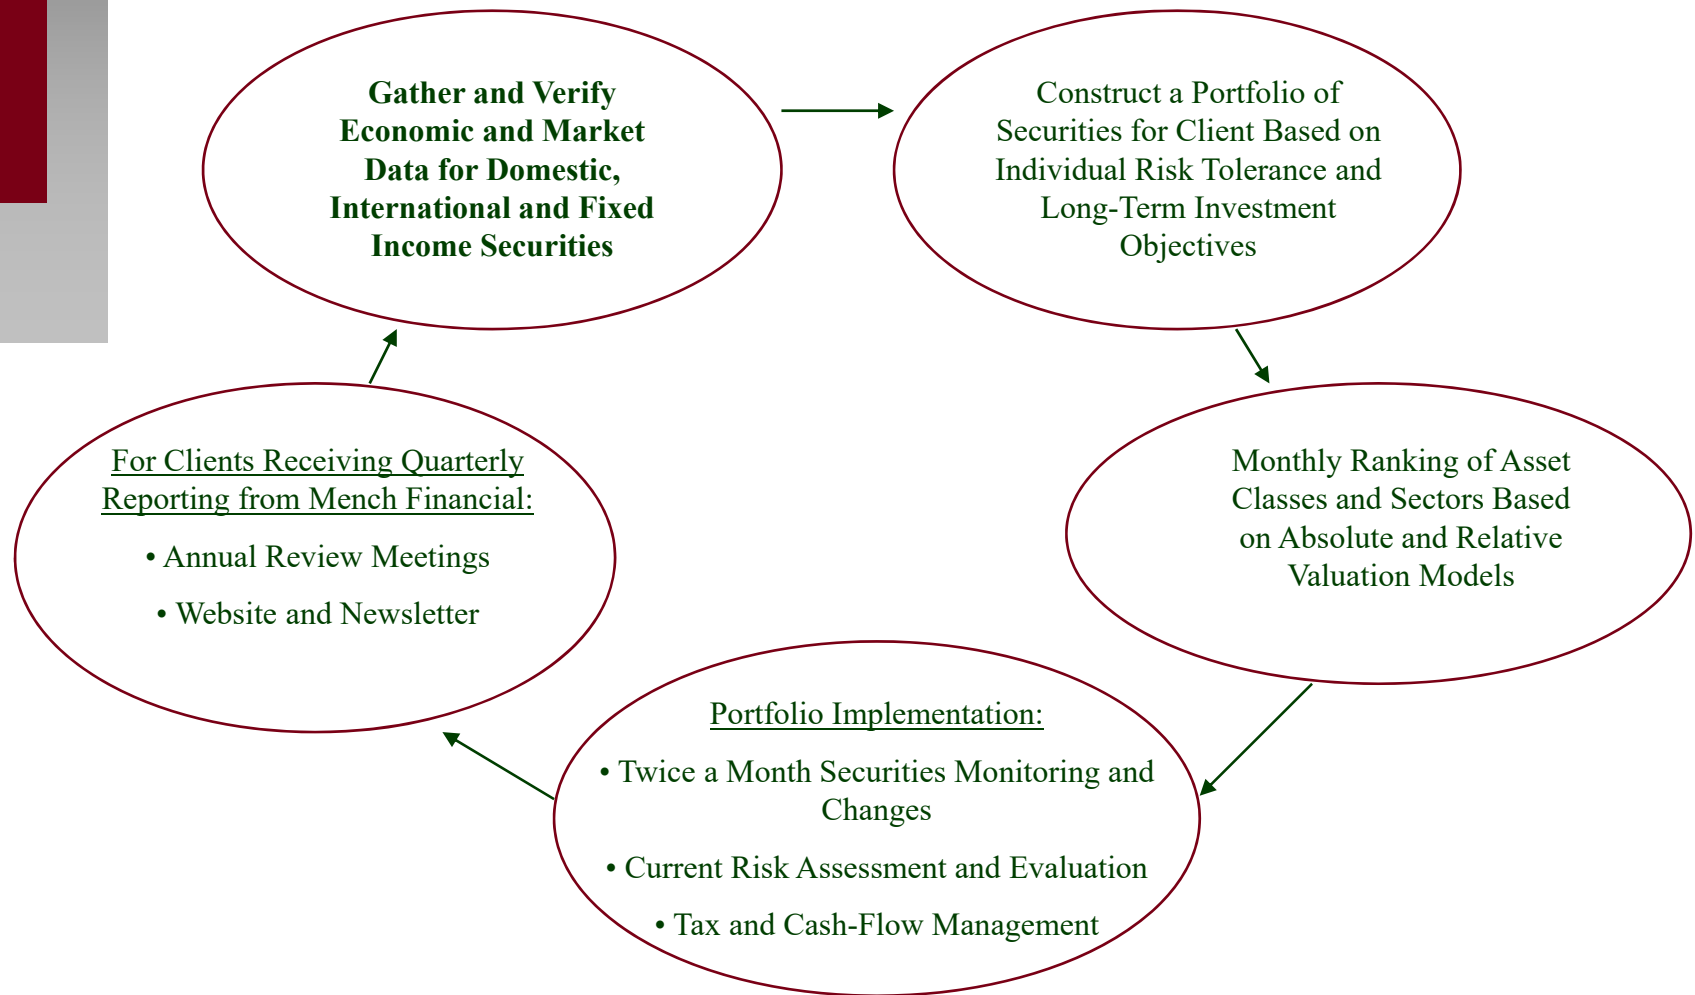 Gather and Verify
Economic and Market
Data for Domestic,
International and Fixed
Income Securities
Construct a Portfolio of
Securities for Client Based on
Individual Risk Tolerance and
Long-Term Investment
Objectives
Monthly Ranking of Asset
Classes and Sectors Based
on Absolute and Relative
Valuation Models
Portfolio Implementation:
• Twice a Month Securities Monitoring and
Changes
• Current Risk Assessment and Evaluation
• Tax and Cash-Flow Management
For Clients Receiving Quarterly
Reporting from Mench Financial:
• Annual Review Meetings
• Website and Newsletter